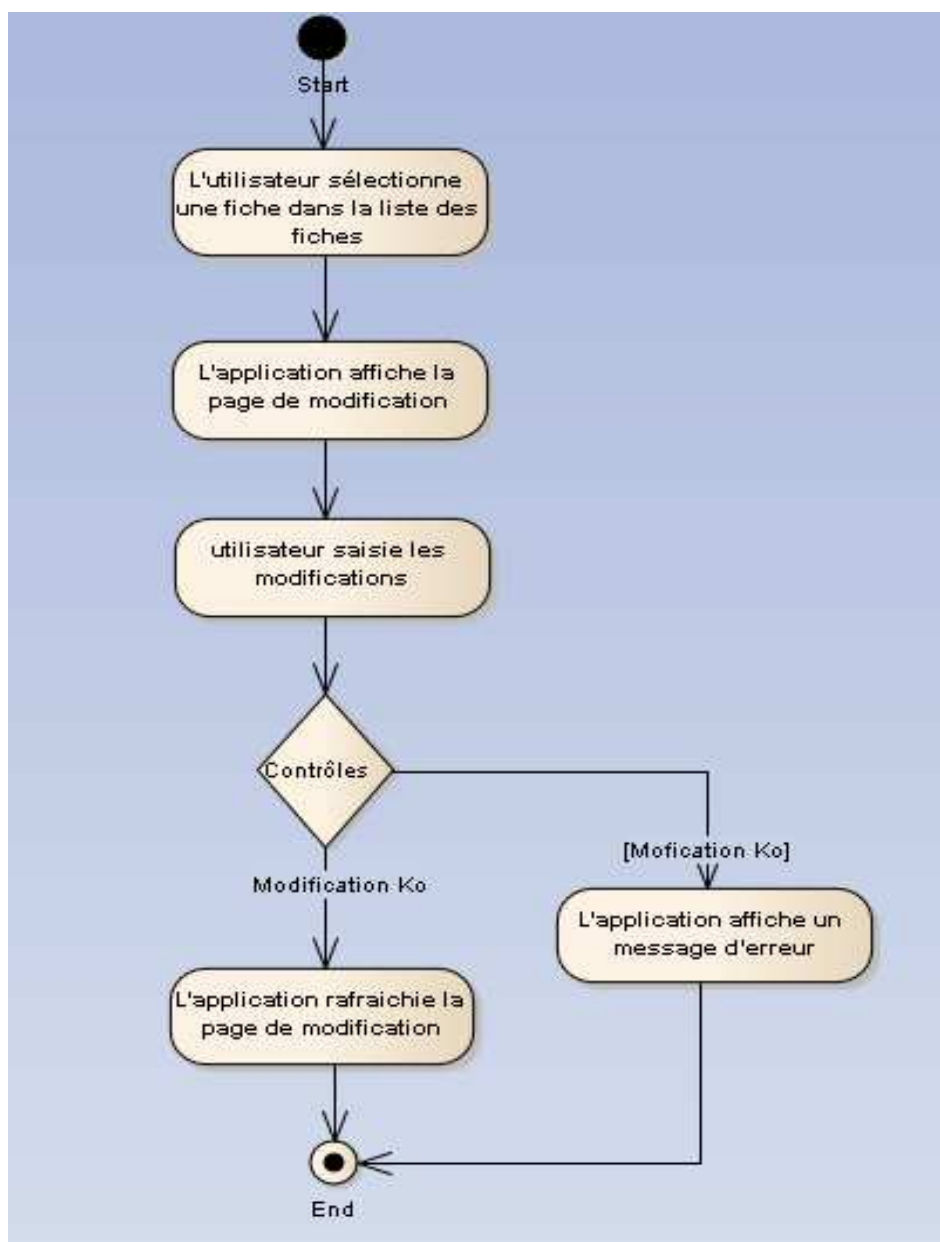 Start
L'utilisateur sélectionne
une fiche dans la liste des
fiches
L'application affiche la
page de modification
utilisateur saisie les
modifications
Contrôles
[Mofication Ko]
Modification Ko
L'application affiche un
message d'erreur
L'application rafraichie la
page de modification
End